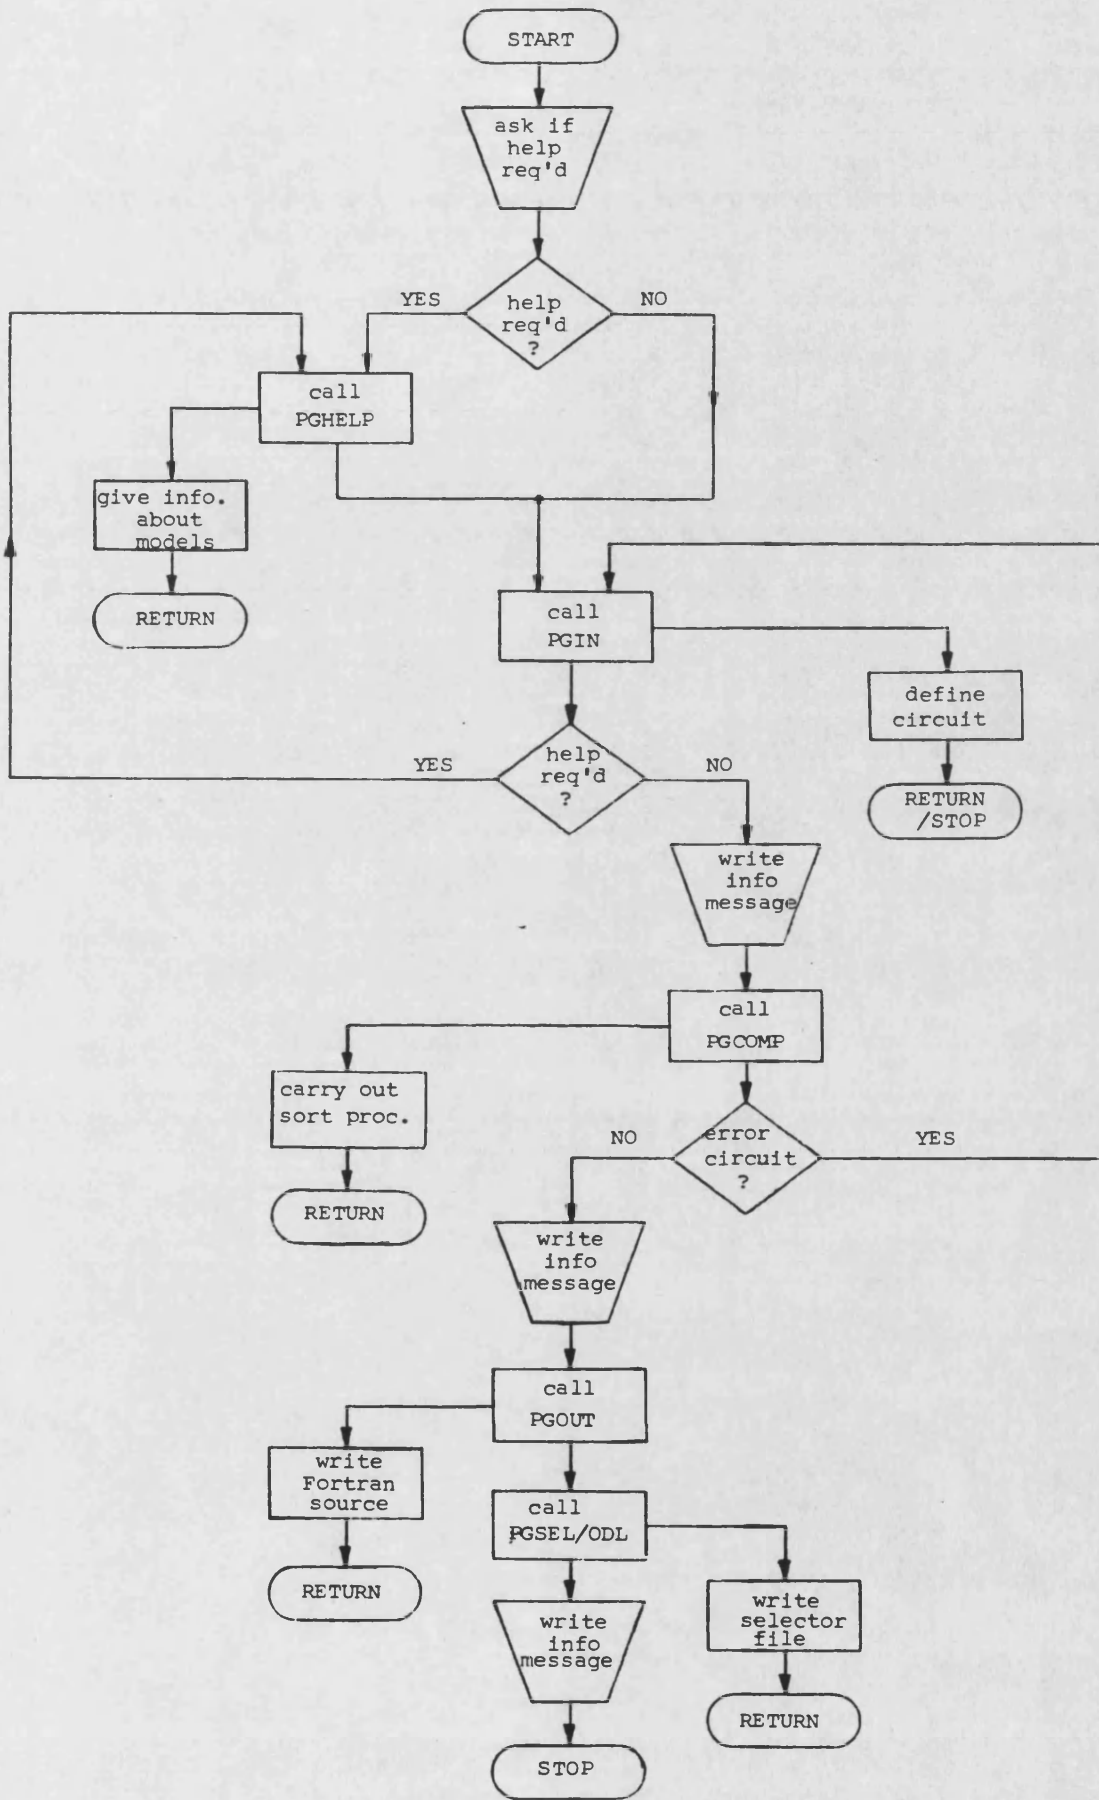 START
ask if
help
req'd
YES
help
req'd
?
NO
call
PGHELP
give info.
about
models
RETURN
call
PGIN
define
circuit
RETURN
/STOP
YES
help
req'd
?
NO
write
info
message
call
PGCOMP
carry out
sort proc.
RETURN
NO
error
circuit
?
YES
write
info
message
call
PGOUT
write
Fortran
source
RETURN
call
PGSEL/ODL
write
info
message
write
selector
file
RETURN
STOP